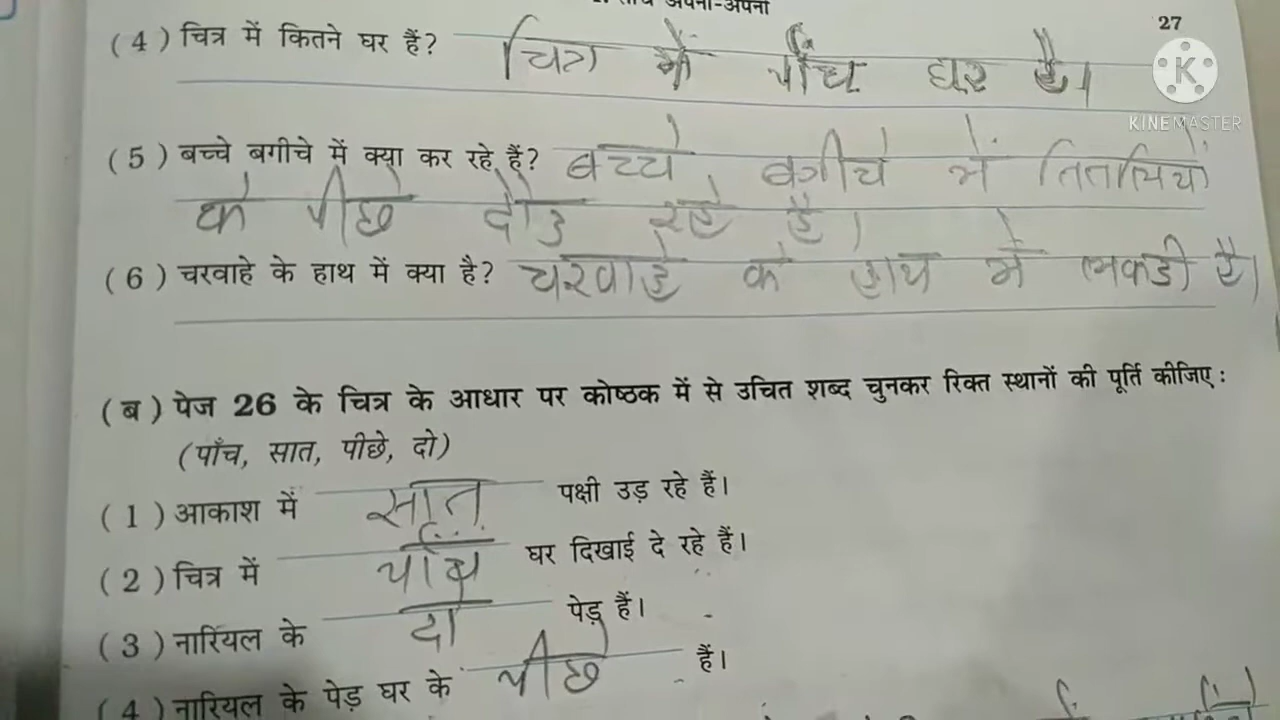 27
(4) चित्र में कितने घर हैं? चित्र में पाँच घर है।
K
KINEMASTER
(5) बच्चे बगीचे में क्या कर रहे हैं? बच्चे बगीचे में तितलियों
के पीछे दौड रहे है।
(6) चरवाहे के हाथ में क्या है? चरवाहे के हाथ में लकडी है।
(ब) पेज 26 के चित्र के आधार पर कोष्ठक में से उचित शब्द चुनकर रिक्त स्थानों की पूर्ति कीजिए :
(पाँच, सात, पीछे, दो)
(1) आकाश में सात पक्षी उड़ रहे हैं।
(2) चित्र में पाँच घर दिखाई दे रहे हैं।
(3) नारियल के दो पेड़ हैं।
(4) नारियल के पेड़ घर के पीछे हैं।